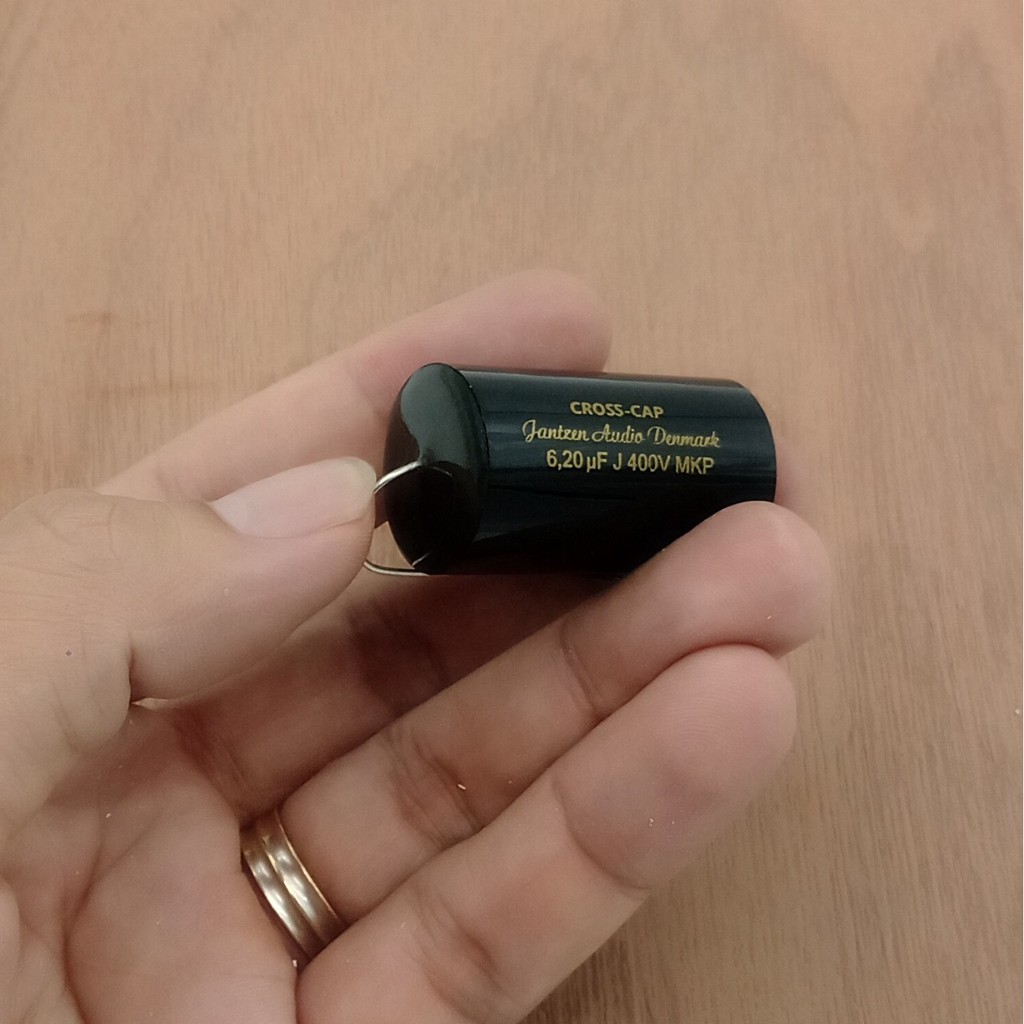 CROSS-CAP
Jantzen Audio Denmark
6,20 µF J 400V MKP